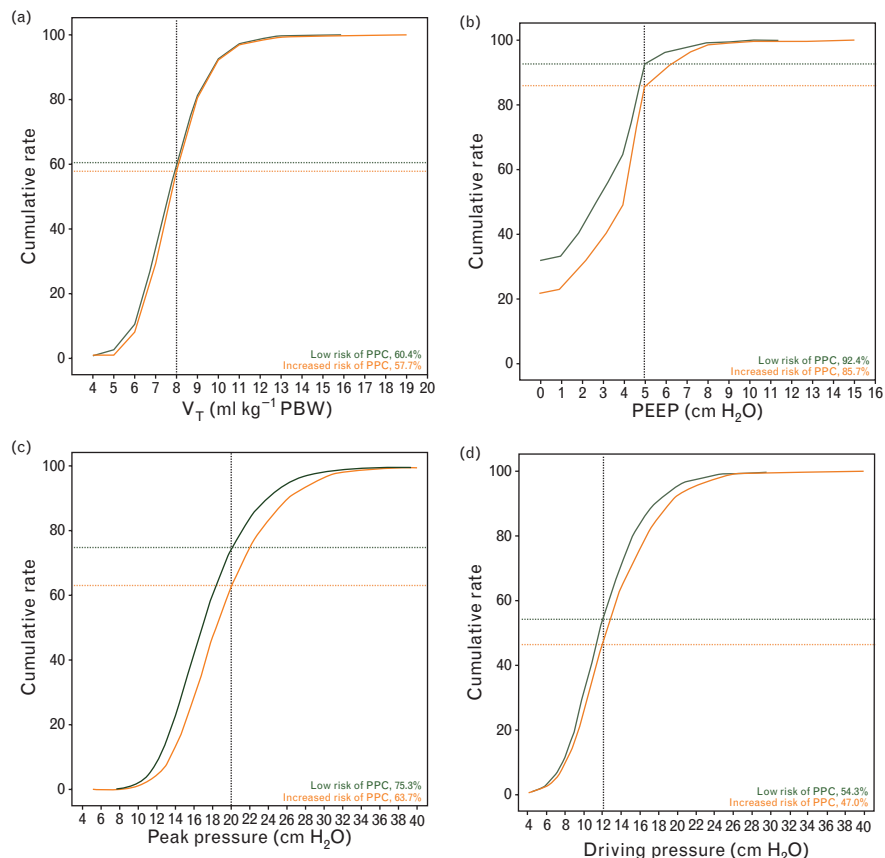 (a)
100
80
60
40
20
0
Cumulative rate
Low risk of PPC, 60.4%
Increased risk of PPC, 57.7%
4 5 6 7 8 9 10 11 12 13 14 15 16 17 18 19 20
V_T (ml kg⁻¹ PBW)
(b)
100
80
60
40
20
0
Cumulative rate
Low risk of PPC, 92.4%
Increased risk of PPC, 85.7%
0 1 2 3 4 5 6 7 8 9 10 11 12 13 14 15 16
PEEP (cm H₂O)
(c)
100
80
60
40
20
0
Cumulative rate
Low risk of PPC, 75.3%
Increased risk of PPC, 63.7%
4 6 8 10 12 14 16 18 20 22 24 26 28 30 32 34 36 38 40
Peak pressure (cm H₂O)
(d)
100
80
60
40
20
0
Cumulative rate
Low risk of PPC, 54.3%
Increased risk of PPC, 47.0%
4 6 8 10 12 14 16 18 20 22 24 26 28 30 32 34 36 38 40
Driving pressure (cm H₂O)